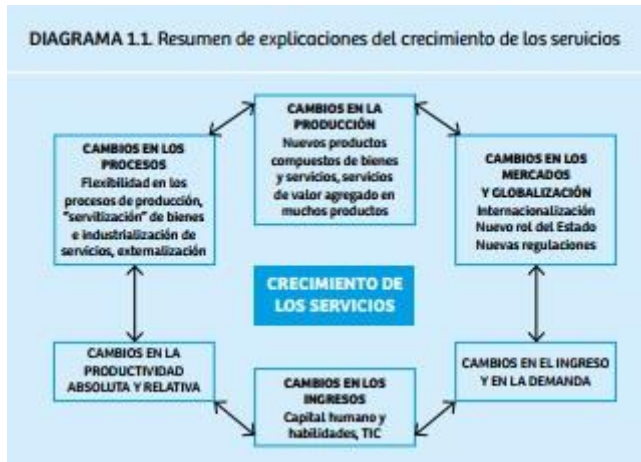 DIAGRAMA 1.1. Resumen de explicaciones del crecimiento de los servicios
CAMBIOS EN LA
PRODUCCIÓN
Nuevos productos
compuestos de bienes
y servicios, servicios
de valor agregado en
muchos productos
CAMBIOS EN LOS
PROCESOS
Flexibilidad en los
procesos de producción,
"servitización" de bienes
e industrialización de
servicios, externalización
CAMBIOS EN LOS
MERCADOS
Y GLOBALIZACIÓN
Internacionalización
Nuevo rol del Estado
Nuevas regulaciones
CRECIMIENTO DE
LOS SERVICIOS
CAMBIOS EN LA
PRODUCTIVIDAD
ABSOLUTA Y RELATIVA
CAMBIOS EN LOS
INGRESOS
Capital humano y
habilidades, TIC
CAMBIOS EN EL INGRESO
Y EN LA DEMANDA